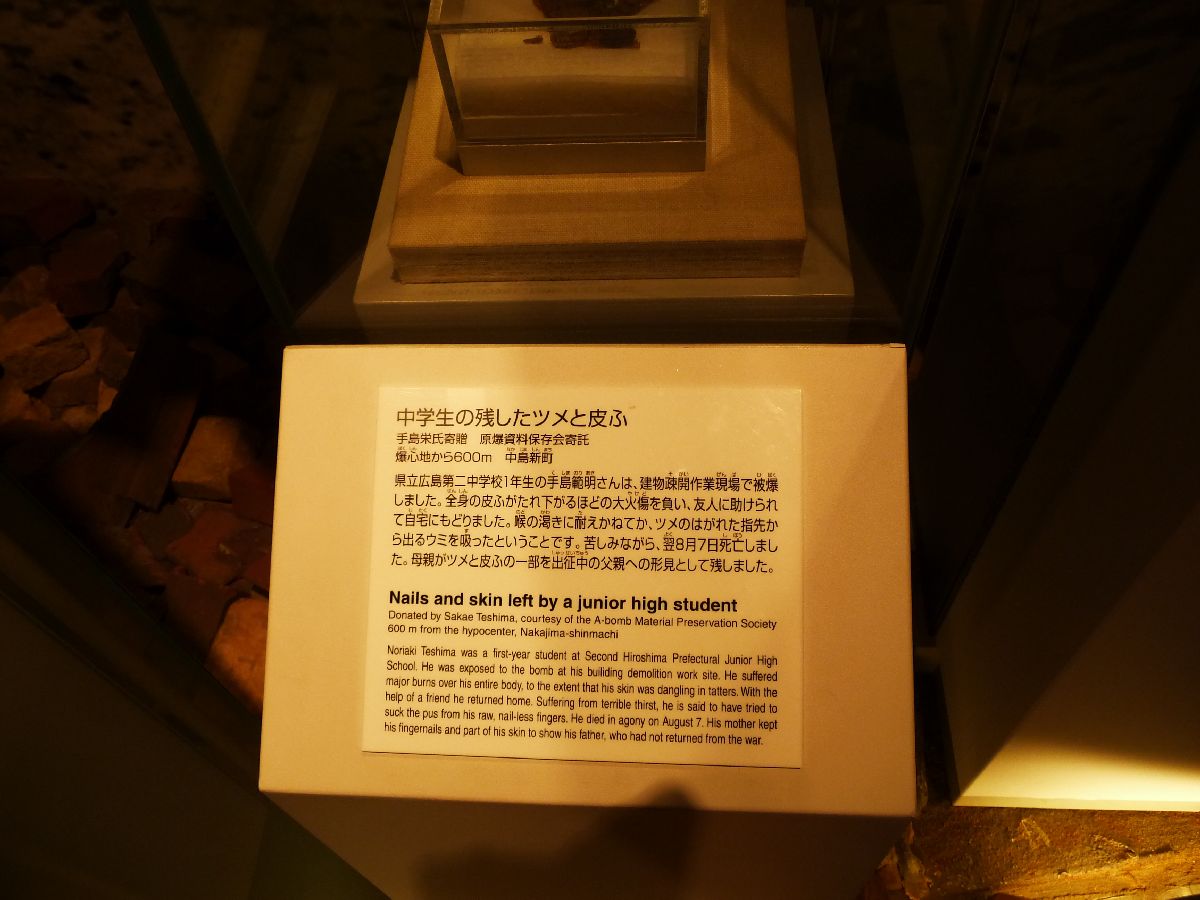 中学生の残したツメと皮ふ
手島栄氏寄贈 原爆資料保存会寄託
爆心地から600m 中島新町
県立広島第二中学校1年生の手島範明さんは、建物疎開作業現場で被爆
しました。全身の皮ふがたれ下がるほどの大火傷を負い、友人に助けられ
て自宅にもどりました。喉の渇きに耐えかねてか、ツメのはがれた指先か
ら出るウミを吸ったということです。苦しみながら、翌8月7日死亡しまし
た。母親がツメと皮ふの一部を出征中の父親への形見として残しました。
Nails and skin left by a junior high student
Donated by Sakae Teshima, courtesy of the A-bomb Material Preservation Society
600 m from the hypocenter, Nakajima-shinmachi
Noriaki Teshima was a first-year student at Second Hiroshima Prefectural Junior High
School. He was exposed to the bomb at his builiding demolition work site. He suffered
major burns over his entire body, to the extent that his skin was dangling in tatters. With the
help of a friend he returned home. Suffering from terrible thirst, he is said to have tried to
suck the pus from his raw, nail-less fingers. He died in agony on August 7. His mother kept
his fingernails and part of his skin to show his father, who had not returned from the war.